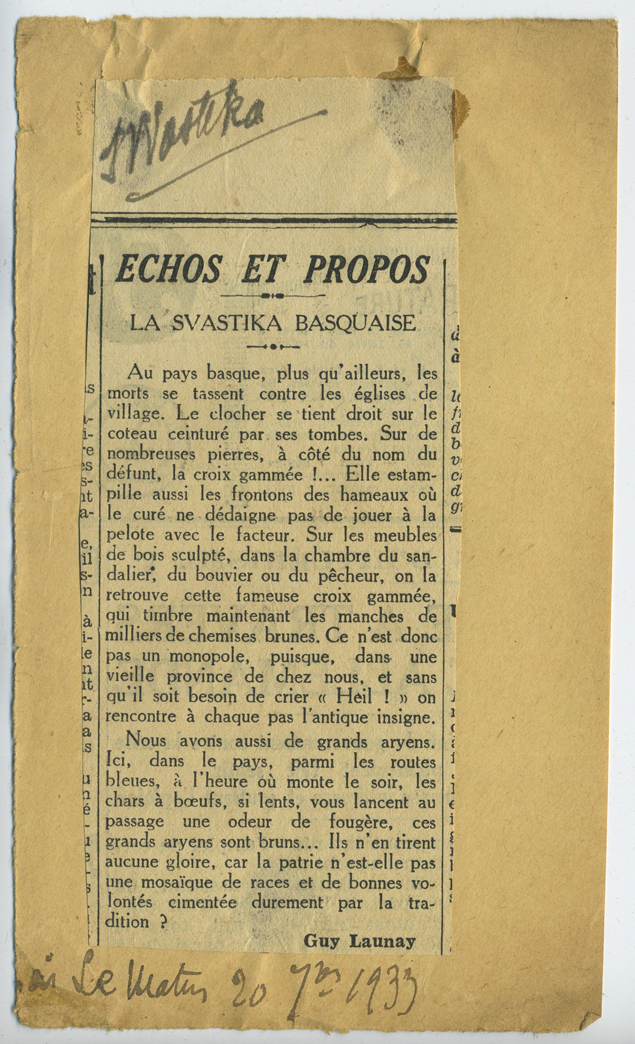 SWastika
ECHOS ET PROPOS
LA SVASTIKA BASQUAISE
Au pays basque, plus qu'ailleurs, les
morts se tassent contre les églises de
village. Le clocher se tient droit sur le
coteau ceinturé par ses tombes. Sur de
nombreuses pierres, à côté du nom du
défunt, la croix gammée !... Elle estam-
pille aussi les frontons des hameaux où
le curé ne dédaigne pas de jouer à la
pelote avec le facteur. Sur les meubles
de bois sculpté, dans la chambre du san-
dalier, du bouvier ou du pêcheur, on la
retrouve cette fameuse croix gammée,
qui timbre maintenant les manches de
milliers de chemises brunes. Ce n'est donc
pas un monopole, puisque, dans une
vieille province de chez nous, et sans
qu'il soit besoin de crier « Heil ! » on
rencontre à chaque pas l'antique insigne.
Nous avons aussi de grands aryens.
Ici, dans le pays, parmi les routes
bleues, à l'heure où monte le soir, les
chars à bœufs, si lents, vous lancent au
passage une odeur de fougère, ces
grands aryens sont bruns... Ils n'en tirent
aucune gloire, car la patrie n'est-elle pas
une mosaïque de races et de bonnes vo-
lontés cimentée durement par la tra-
dition ?
Guy Launay
Le Matin 20 7bre 1933